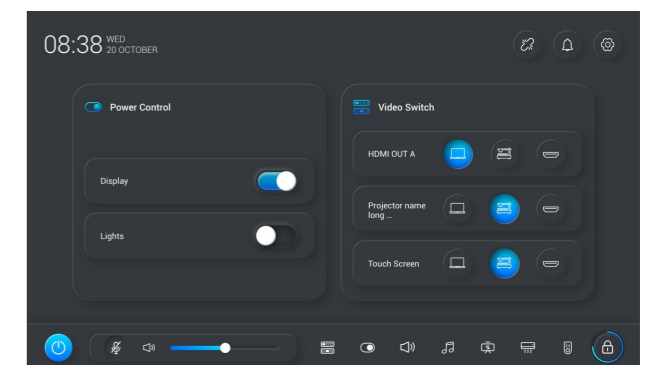 08:38 WED
20 OCTOBER
Power Control
Display
Lights
Video Switch
HDMI OUT A
Projector name
long ...
Touch Screen